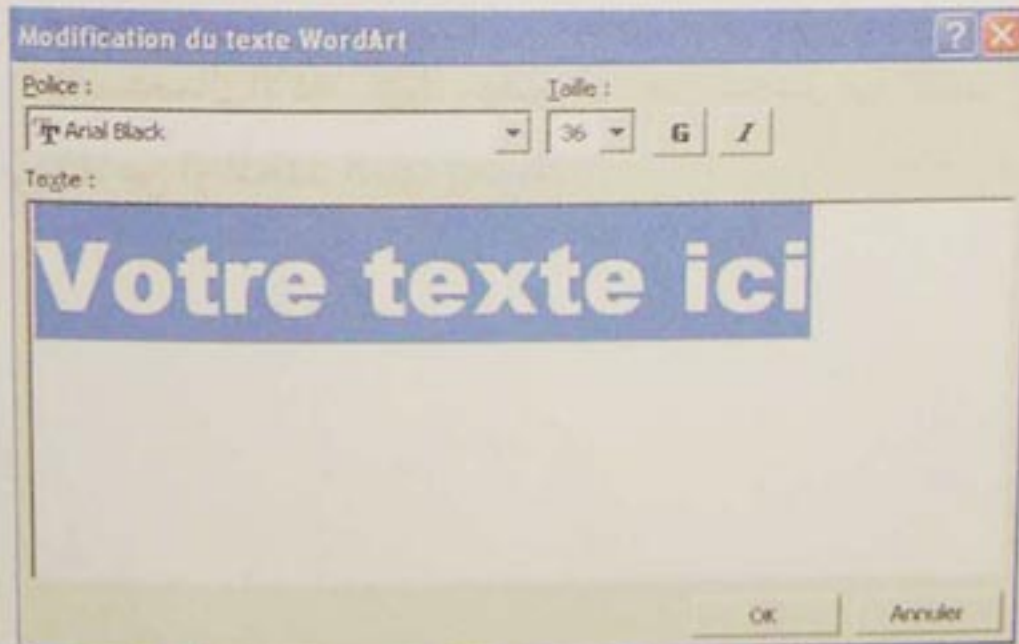 Modification du texte WordArt ? X
Police : Taille :
Arial Black 36 G I
Texte :
Votre texte ici
OK Annuler